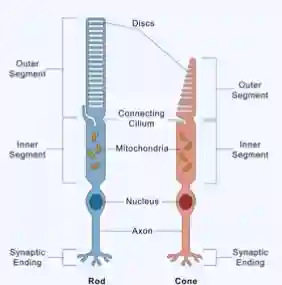 Discs
Outer
Segment
Outer
Segment
Connecting
Cilium
Inner
Segment
Mitochondria
Inner
Segment
Nucleus
Axon
Synaptic
Ending
Synaptic
Ending
Rod
Cone